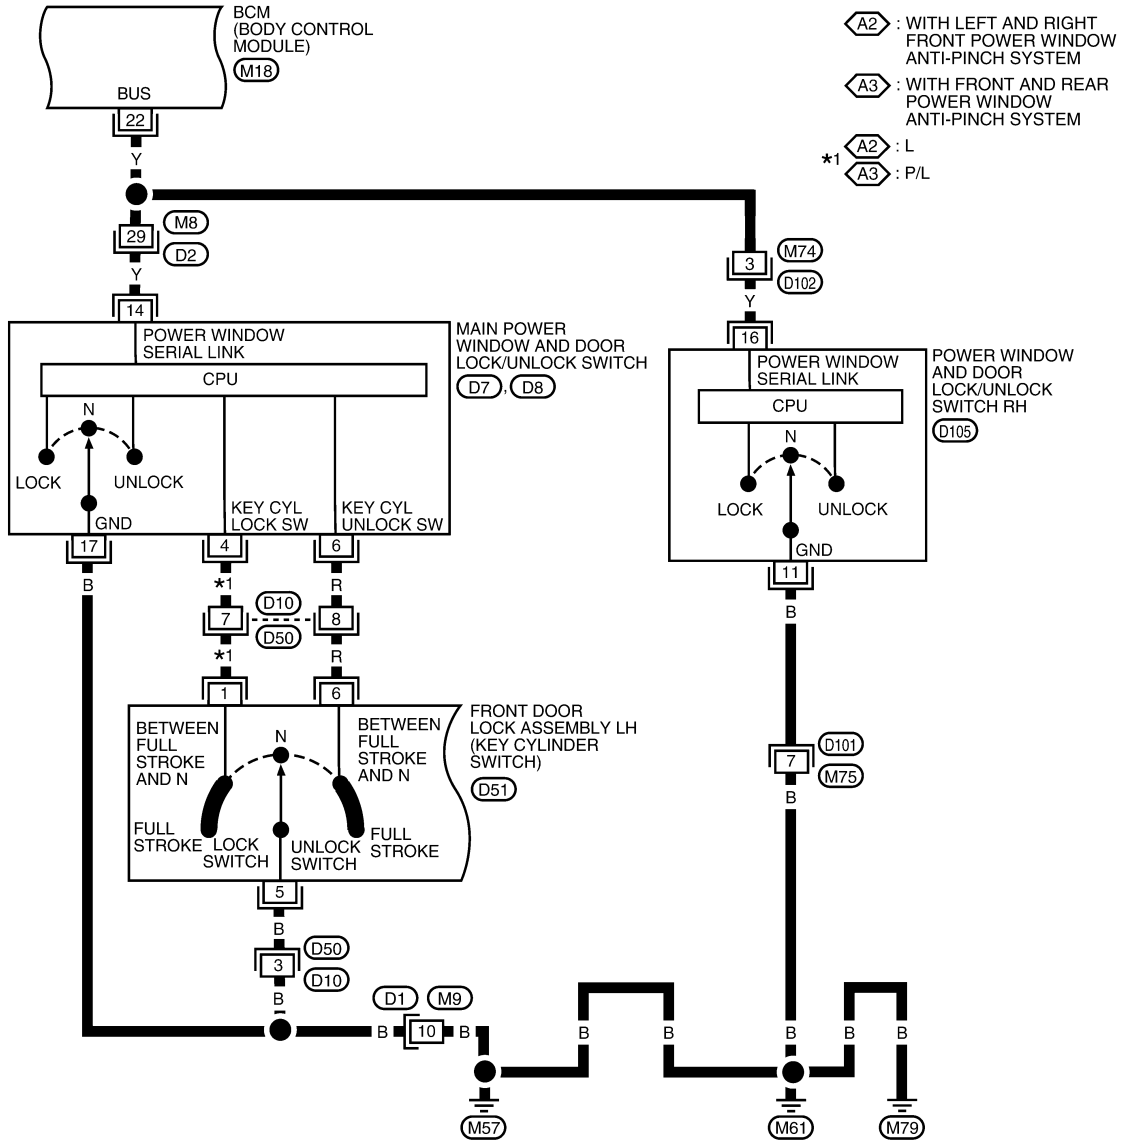 BCM
(BODY CONTROL
MODULE)
M18
BUS
22
Y
A2 : WITH LEFT AND RIGHT
FRONT POWER WINDOW
ANTI-PINCH SYSTEM
A3 : WITH FRONT AND REAR
POWER WINDOW
ANTI-PINCH SYSTEM
*1 A2 : L
A3 : P/L
29
M8
D2
Y
14
3
M74
D102
Y
16
POWER WINDOW
SERIAL LINK
CPU
N
LOCK
UNLOCK
GND
KEY CYL
LOCK SW
KEY CYL
UNLOCK SW
MAIN POWER
WINDOW AND DOOR
LOCK/UNLOCK SWITCH
D7 , D8
POWER WINDOW
SERIAL LINK
CPU
N
LOCK
UNLOCK
GND
POWER WINDOW
AND DOOR
LOCK/UNLOCK
SWITCH RH
D105
17
4
6
11
B
*1
R
B
7
D10
D50
8
*1
R
1
6
BETWEEN
FULL
STROKE
AND N
N
BETWEEN
FULL
STROKE
AND N
FULL
STROKE
LOCK
SWITCH
UNLOCK
SWITCH
FULL
STROKE
FRONT DOOR
LOCK ASSEMBLY LH
(KEY CYLINDER
SWITCH)
D51
7
D101
M75
B
5
B
3
D50
D10
B
D1
M9
B
10
B
B
B
B
B
B
M57
M61
M79